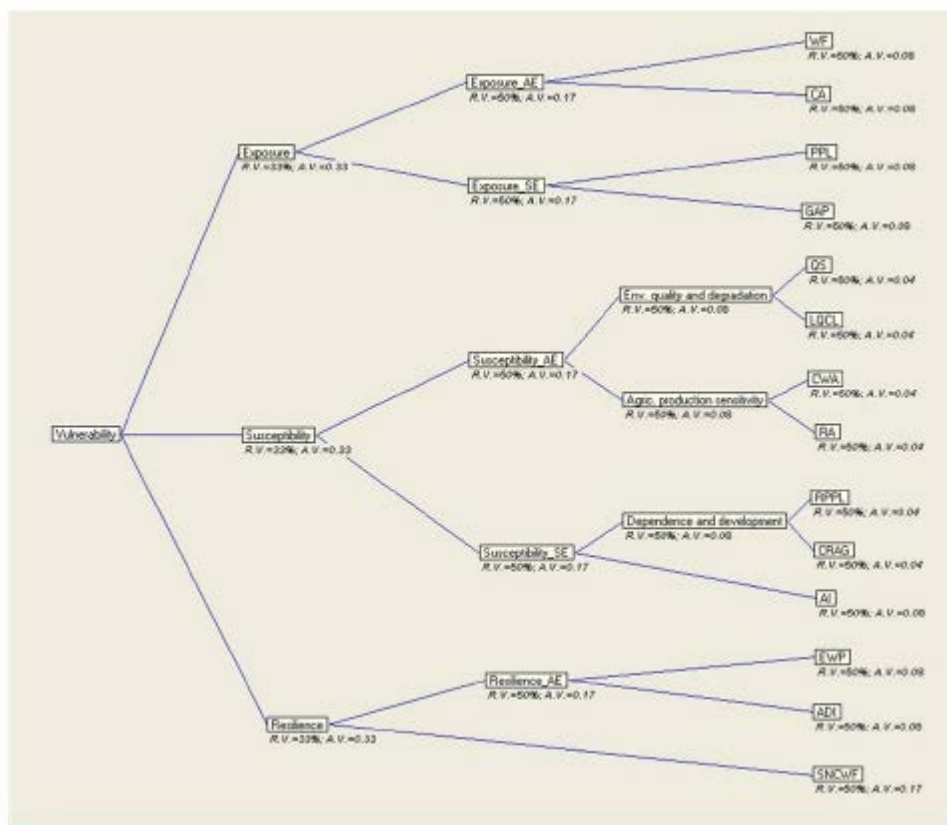 WF
R.V.=50%; A.V.=0.08
Exposure_AE
R.V.=50%; A.V.=0.17
CA
R.V.=50%; A.V.=0.08
Exposure
R.V.=33%; A.V.=0.33
PPL
R.V.=50%; A.V.=0.08
Exposure_SE
R.V.=50%; A.V.=0.17
GAP
R.V.=50%; A.V.=0.08
QS
R.V.=50%; A.V.=0.04
Env. quality and degradation
R.V.=50%; A.V.=0.08
LQCL
R.V.=50%; A.V.=0.04
Susceptibility_AE
R.V.=50%; A.V.=0.17
CWA
R.V.=50%; A.V.=0.04
Agric. production sensitivity
R.V.=50%; A.V.=0.08
RA
R.V.=50%; A.V.=0.04
Vulnerability
Susceptibility
R.V.=33%; A.V.=0.33
RPPL
R.V.=50%; A.V.=0.04
Dependence and development
R.V.=50%; A.V.=0.08
CRAG
R.V.=50%; A.V.=0.04
Susceptibility_SE
R.V.=50%; A.V.=0.17
AI
R.V.=50%; A.V.=0.08
EWP
R.V.=50%; A.V.=0.08
Resilience_AE
R.V.=50%; A.V.=0.17
ADI
R.V.=50%; A.V.=0.08
Resilience
R.V.=33%; A.V.=0.33
SNCWF
R.V.=50%; A.V.=0.17